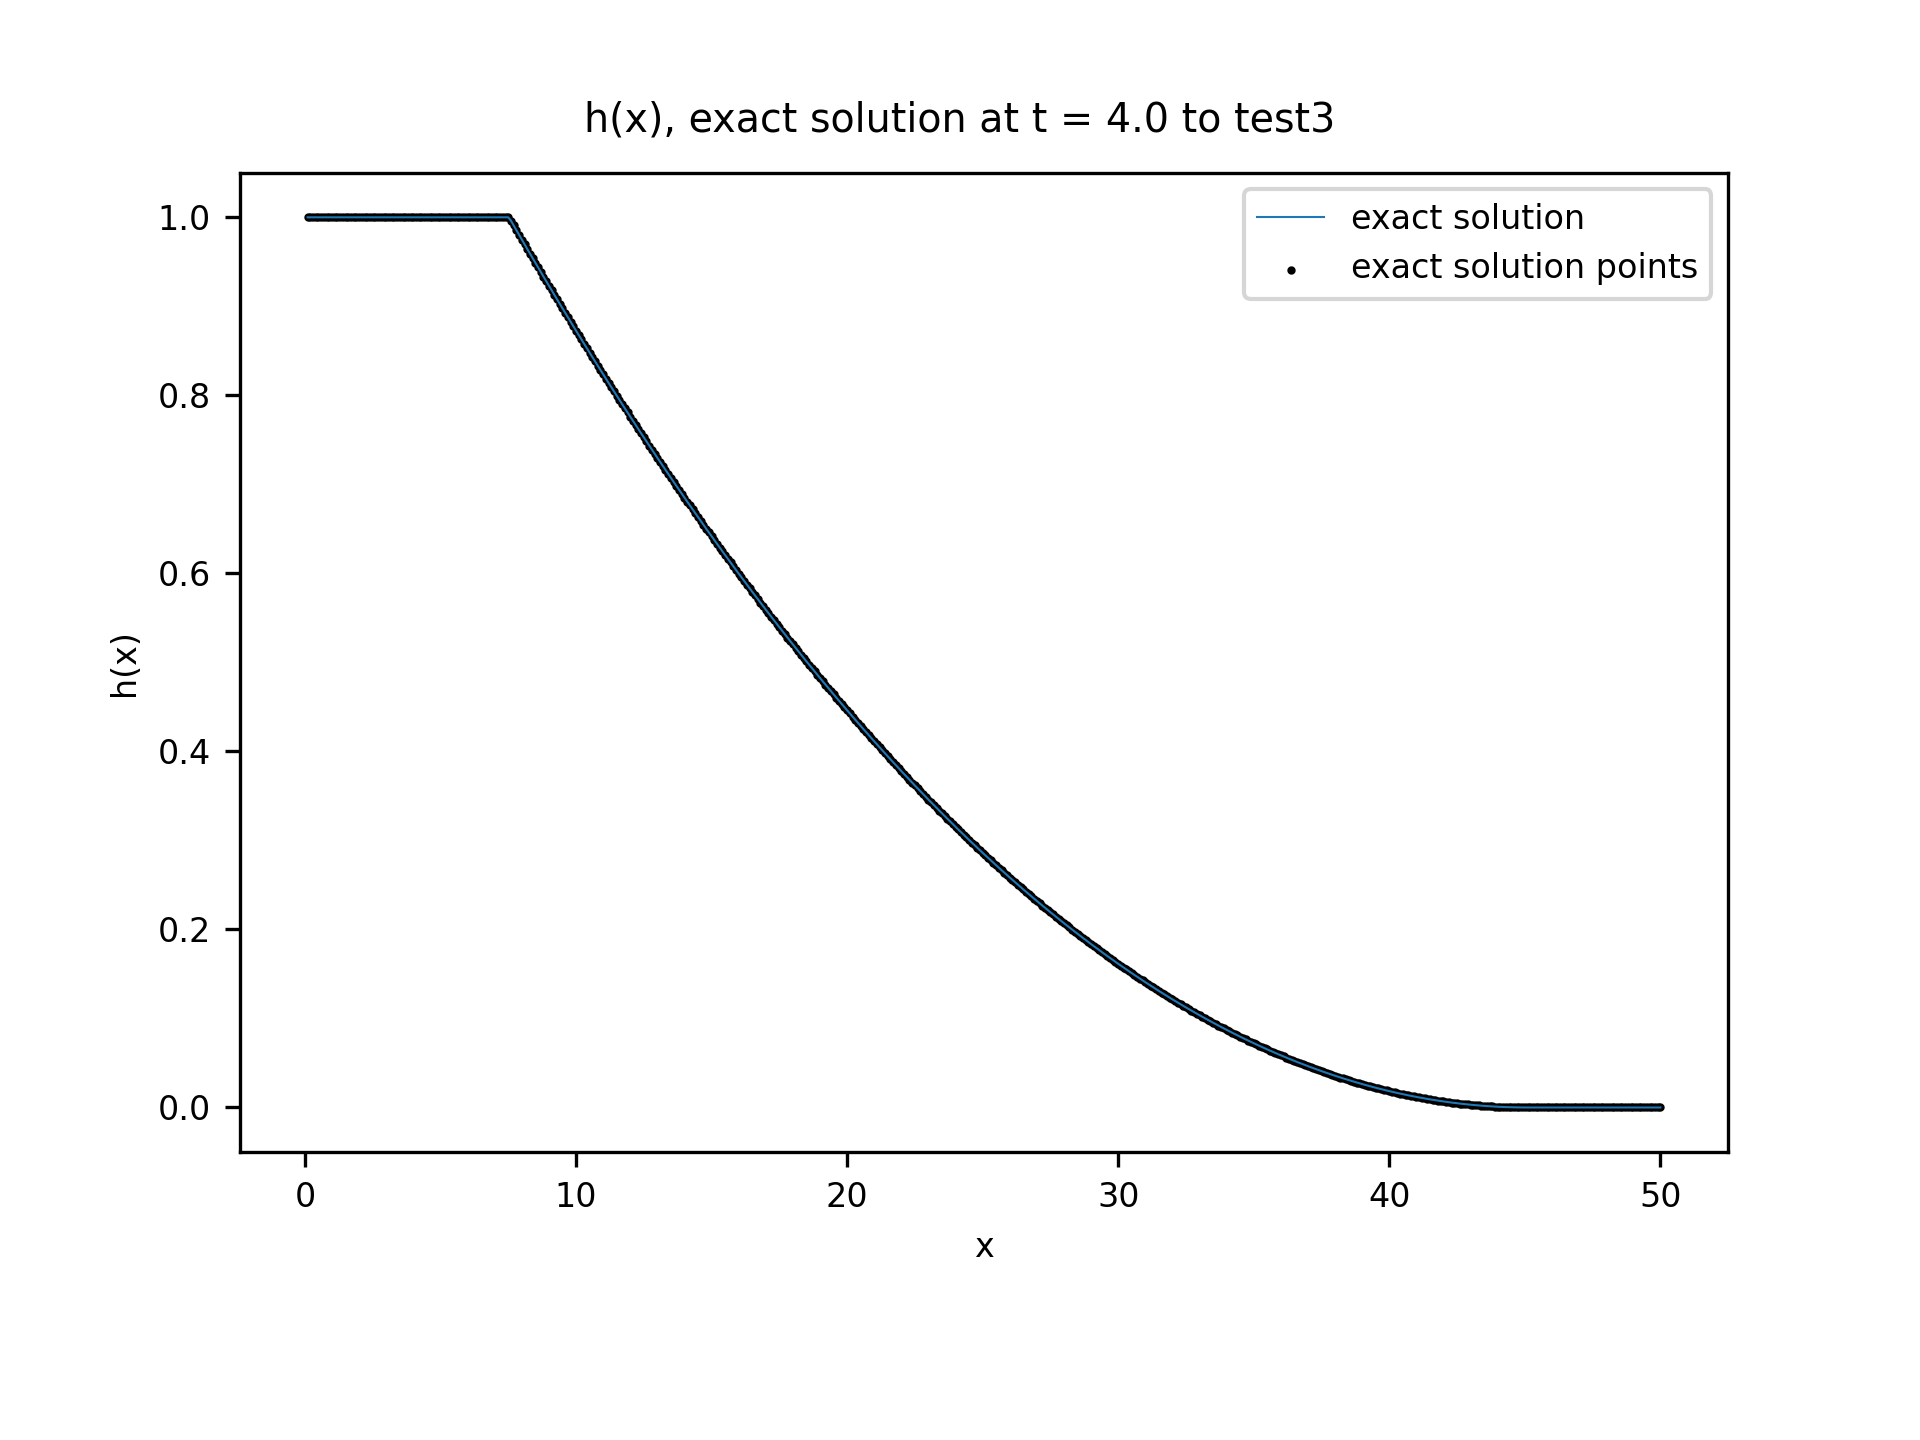 h(x), exact solution at t = 4.0 to test3
exact solution
exact solution points
1.0
0.8
0.6
0.4
0.2
0.0
h(x)
0 10 20 30 40 50
x